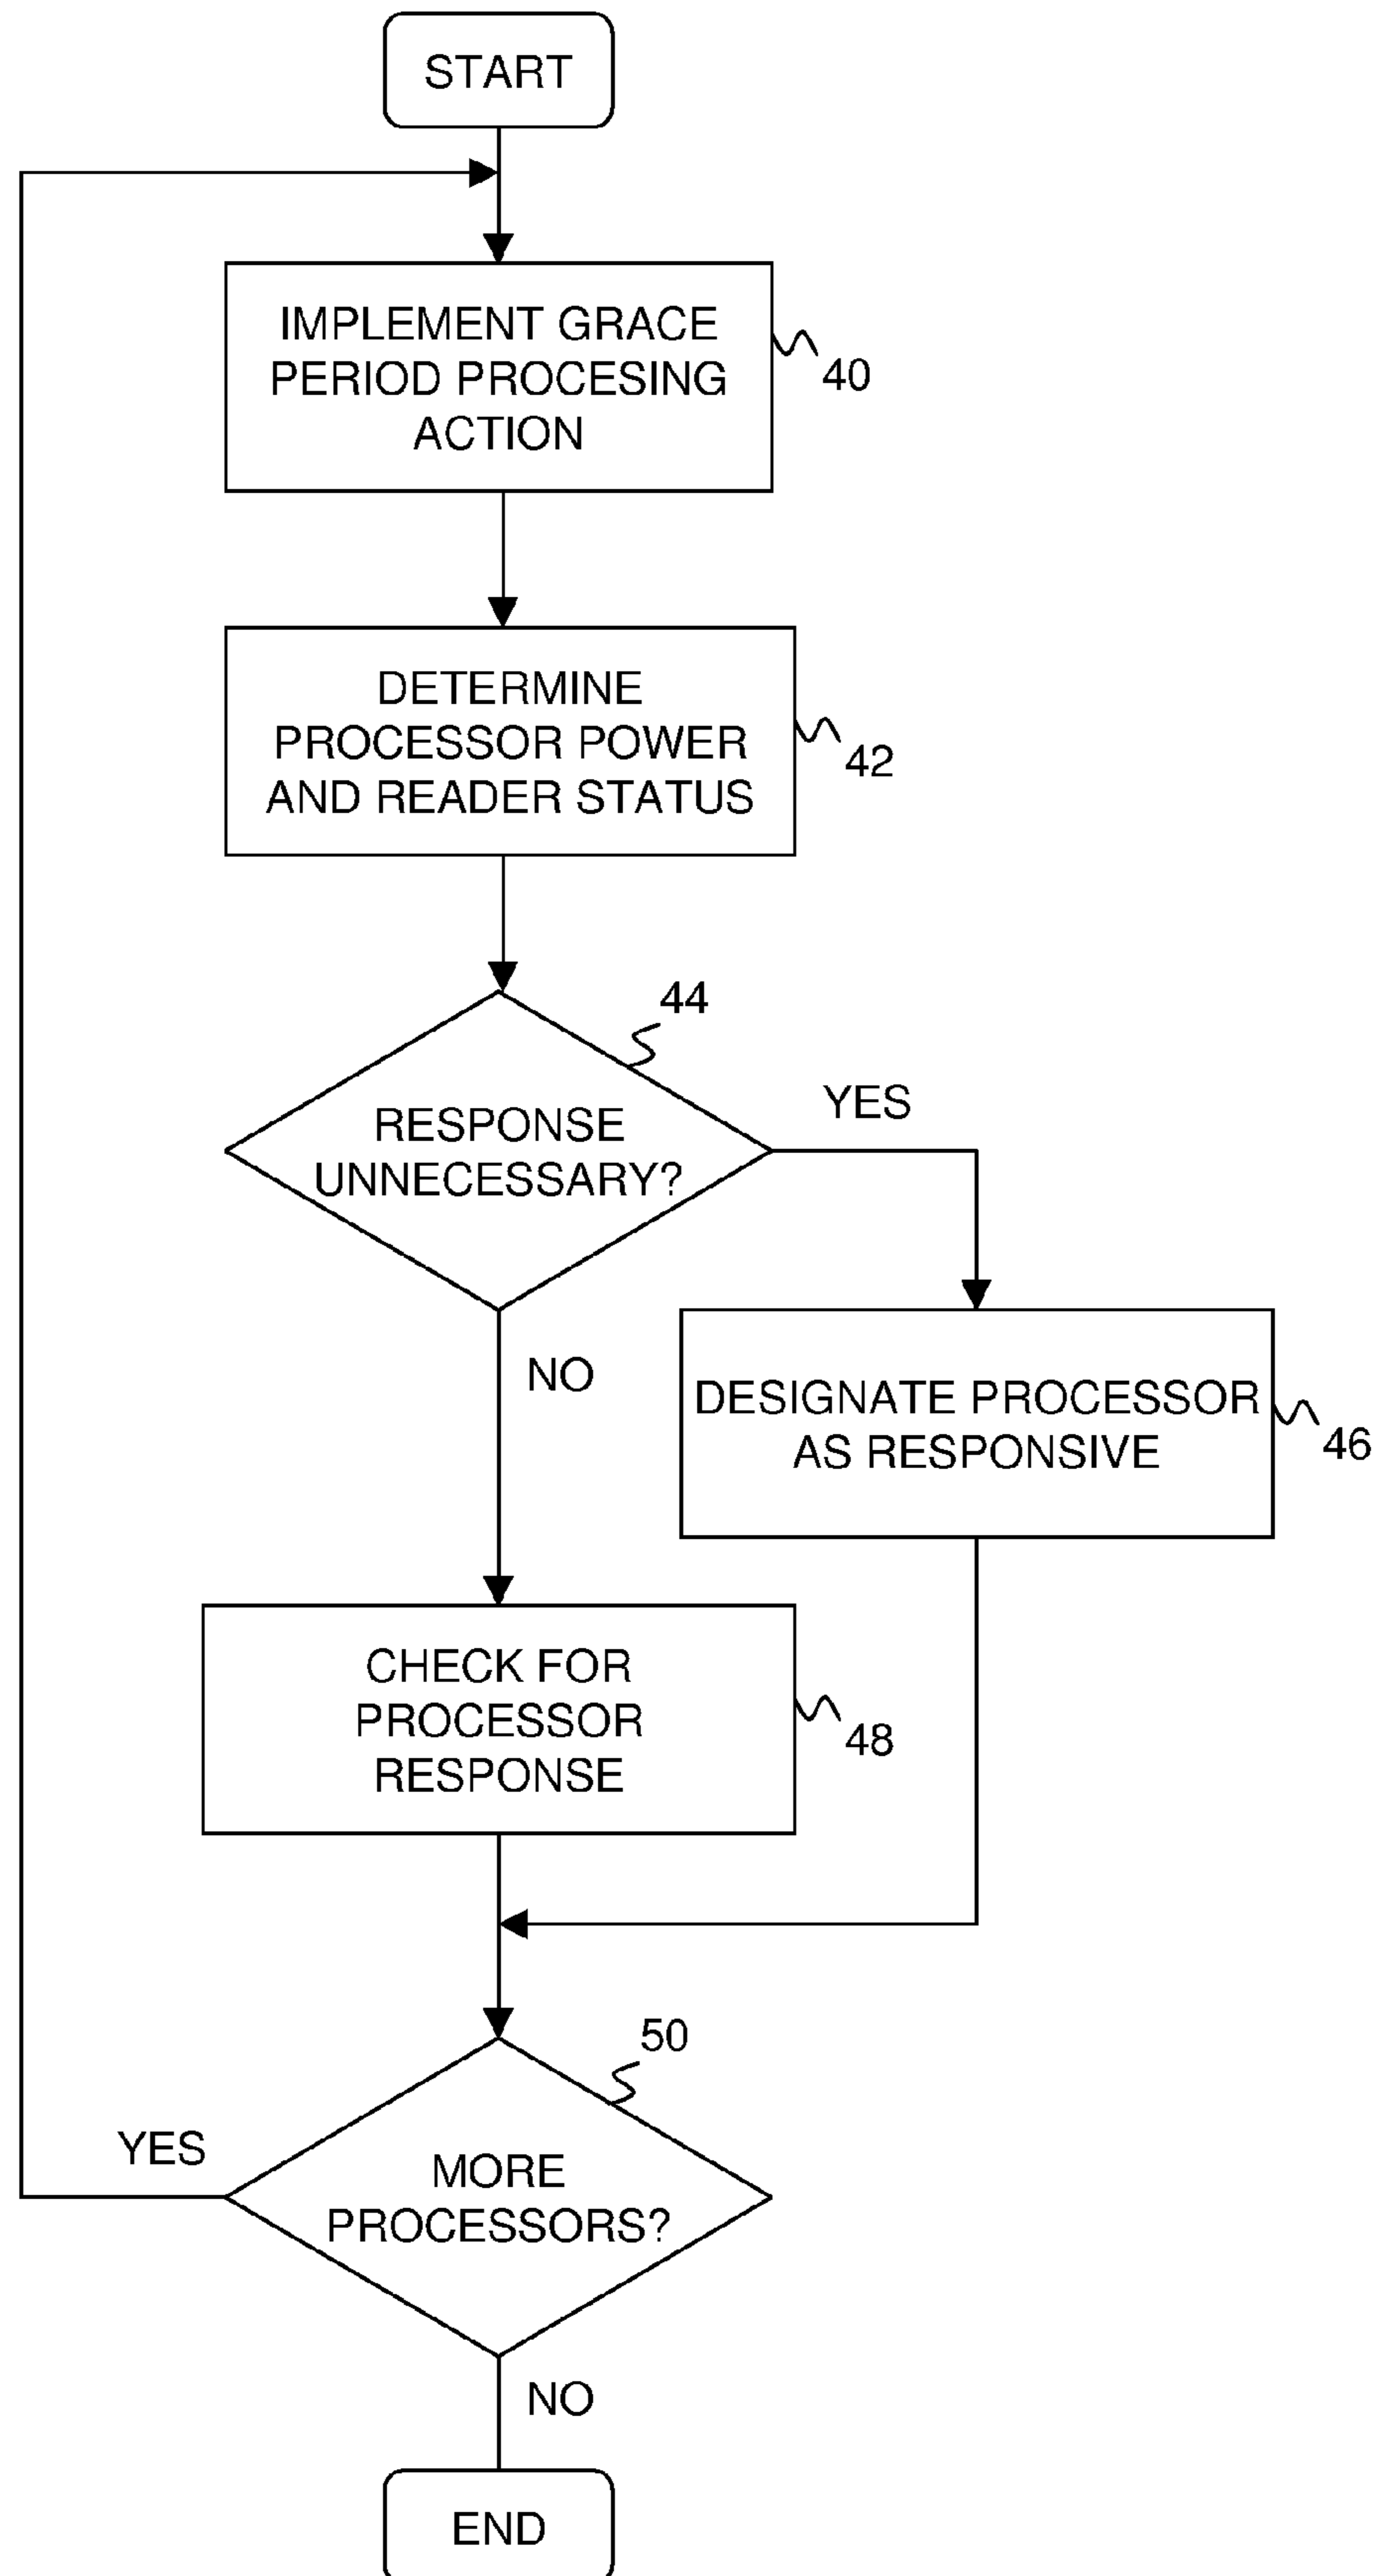 START
IMPLEMENT GRACE
PERIOD PROCESING
ACTION
40
DETERMINE
PROCESSOR POWER
AND READER STATUS
42
44
RESPONSE
UNNECESSARY?
YES
NO
DESIGNATE PROCESSOR
AS RESPONSIVE
46
CHECK FOR
PROCESSOR
RESPONSE
48
50
MORE
PROCESSORS?
YES
NO
END